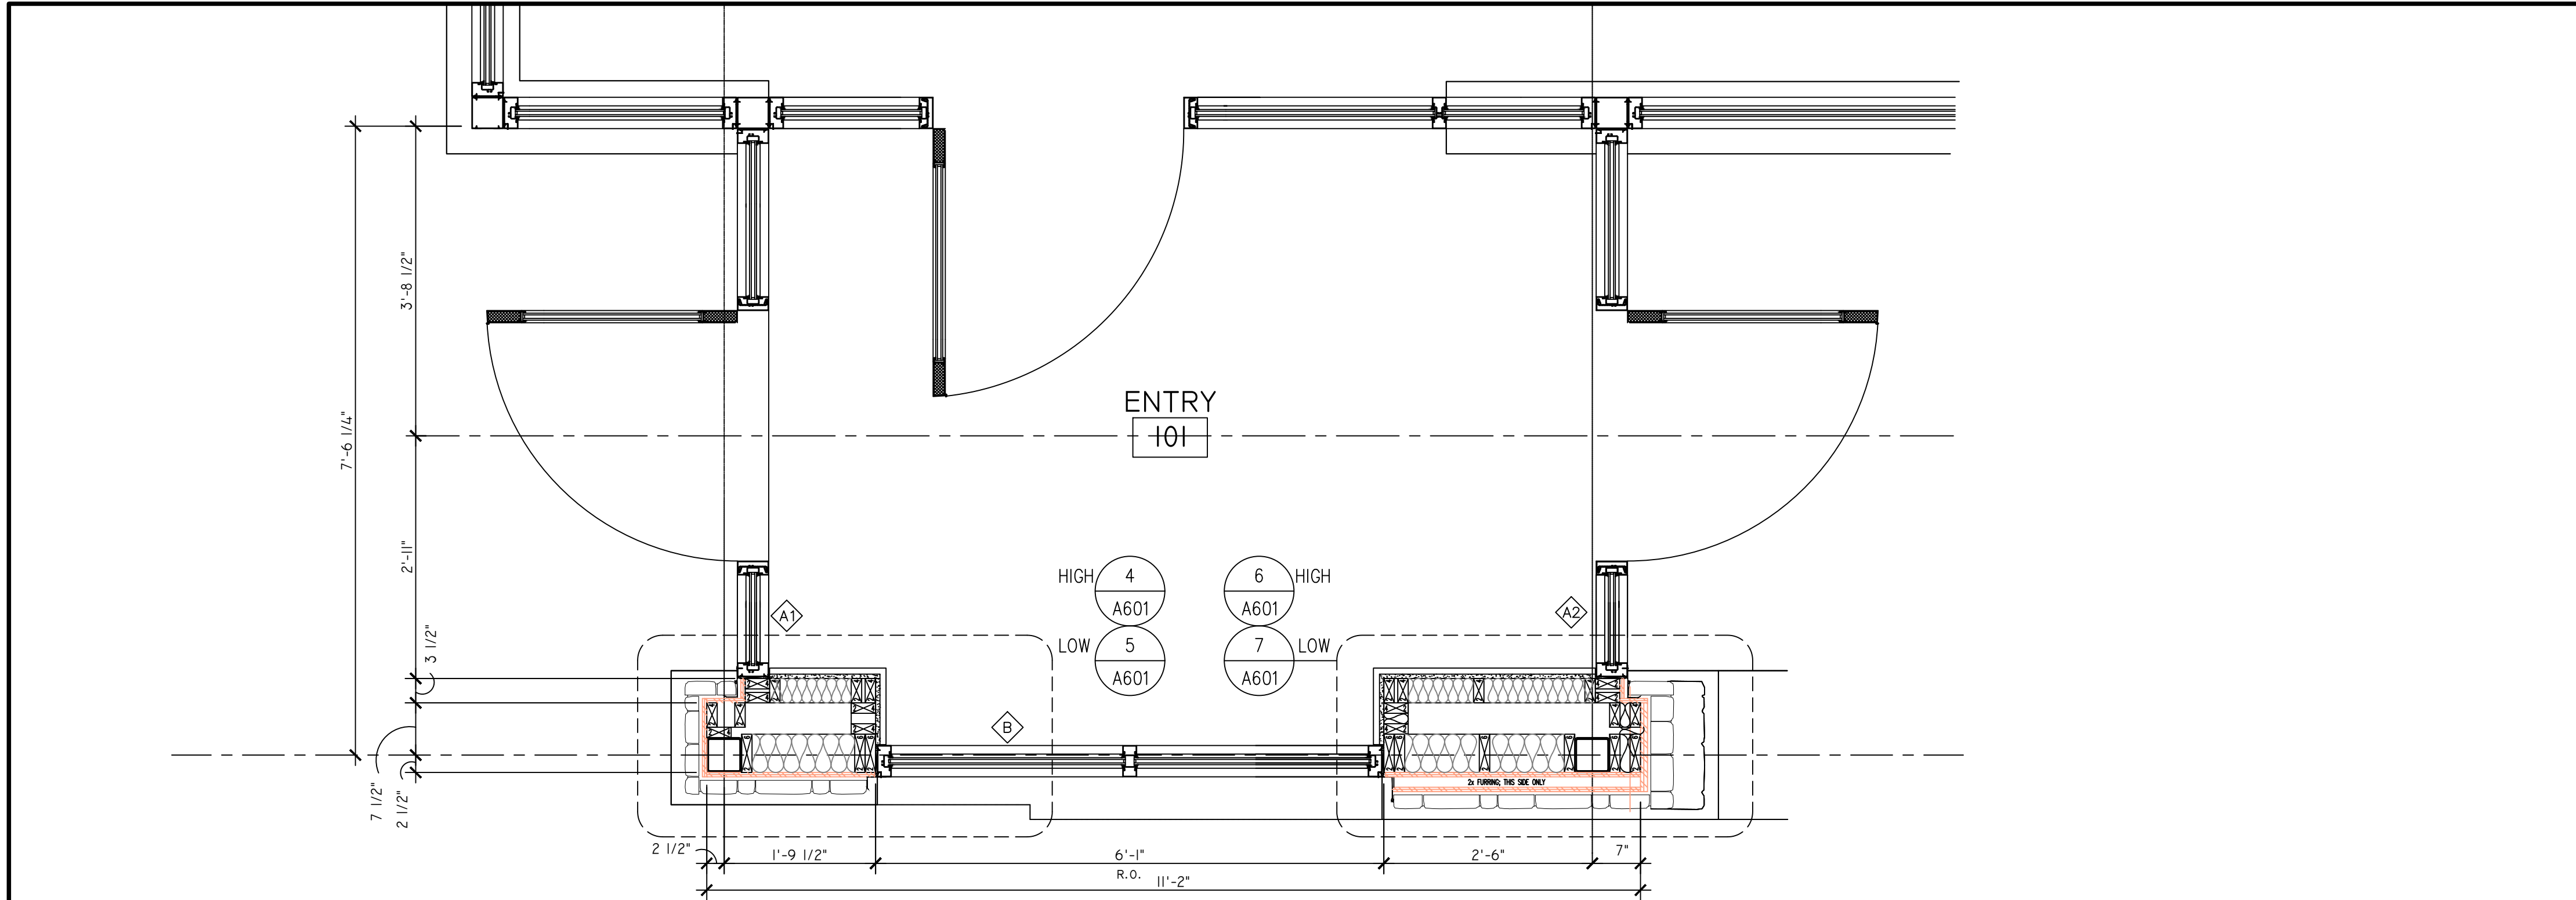 3'-8 1/2"
7'-6 1/4"
ENTRY
101
2'-11"
HIGH 4 A601
6 HIGH A601
A1
A2
LOW 5 A601
7 LOW A601
3 1/2"
B
2x FURRING; THIS SIDE ONLY
7 1/2"
2 1/2"
2 1/2"
1'-9 1/2"
6'-1"
R.O.
2'-6"
7"
11'-2"